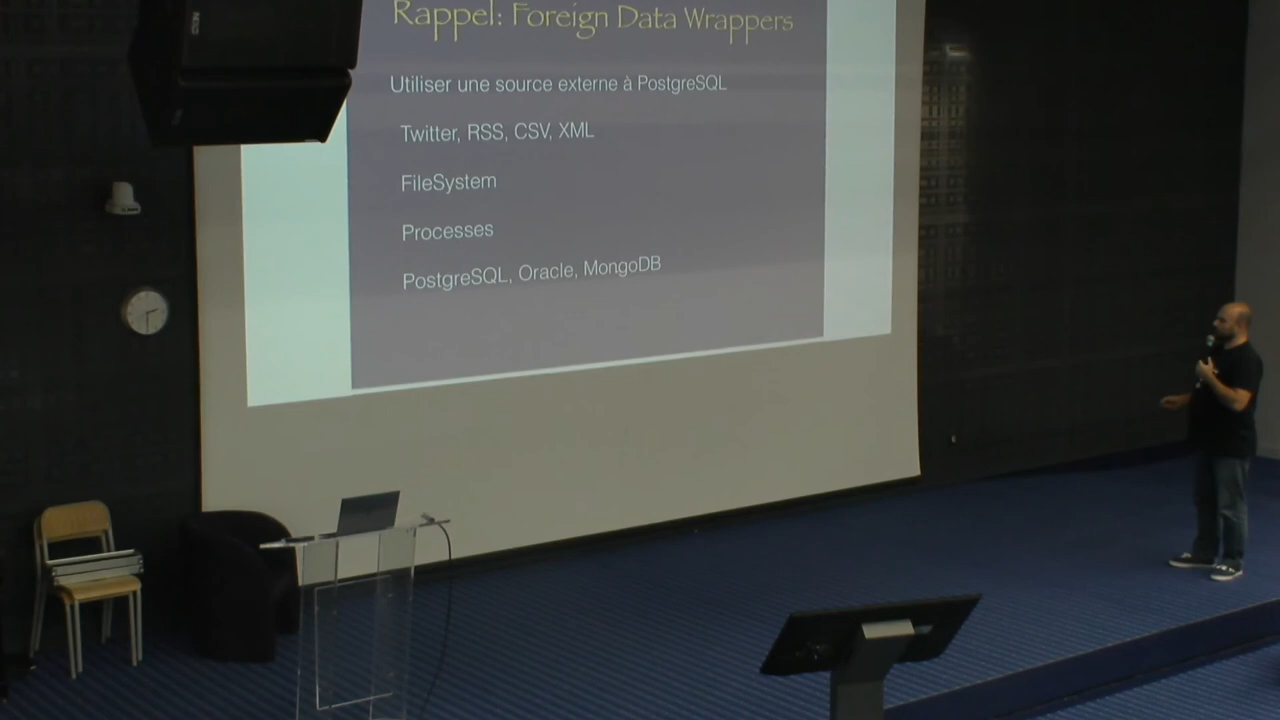 Rappel: Foreign Data Wrappers
Utiliser une source externe à PostgreSQL
Twitter, RSS, CSV, XML
FileSystem
Processes
PostgreSQL, Oracle, MongoDB